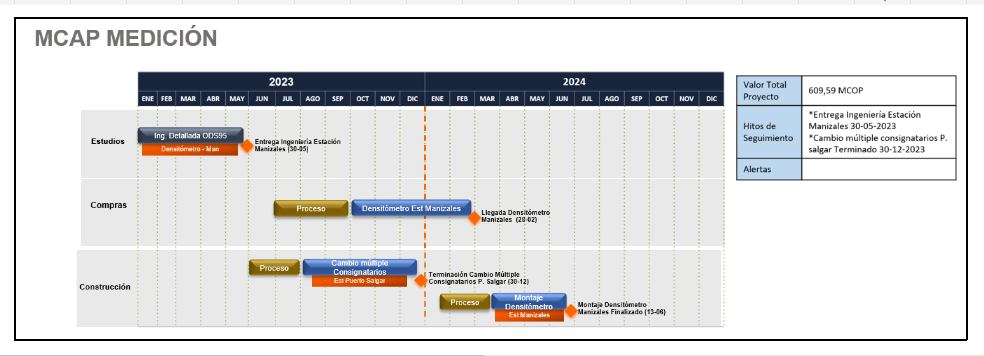 MCAP MEDICIÓN
2023
2024
ENE FEB MAR ABR MAY JUN JUL AGO SEP OCT NOV DIC ENE FEB MAR ABR MAY JUN JUL AGO SEP OCT NOV DIC
Estudios
Ing. Detallada ODS95
Densitómetro - Man
Entrega Ingeniería Estación
Manizales (30-05)
Compras
Proceso
Densitómetro Est Manizales
Llegada Densitómetro
Manizales (28-02)
Construcción
Proceso
Cambio múltiple
Consignatarios
Est Puerto Salgar
Terminación Cambio Múltiple
Consignatarios P. Salgar (30-12)
Proceso
Montaje
Densitómetro
Est Manizales
Montaje Densitómetro
Manizales Finalizado (13-06)
Valor Total
Proyecto
609,59 MCOP
Hitos de
Seguimiento
*Entrega Ingeniería Estación
Manizales 30-05-2023
*Cambio múltiple consignatarios P.
salgar Terminado 30-12-2023
Alertas